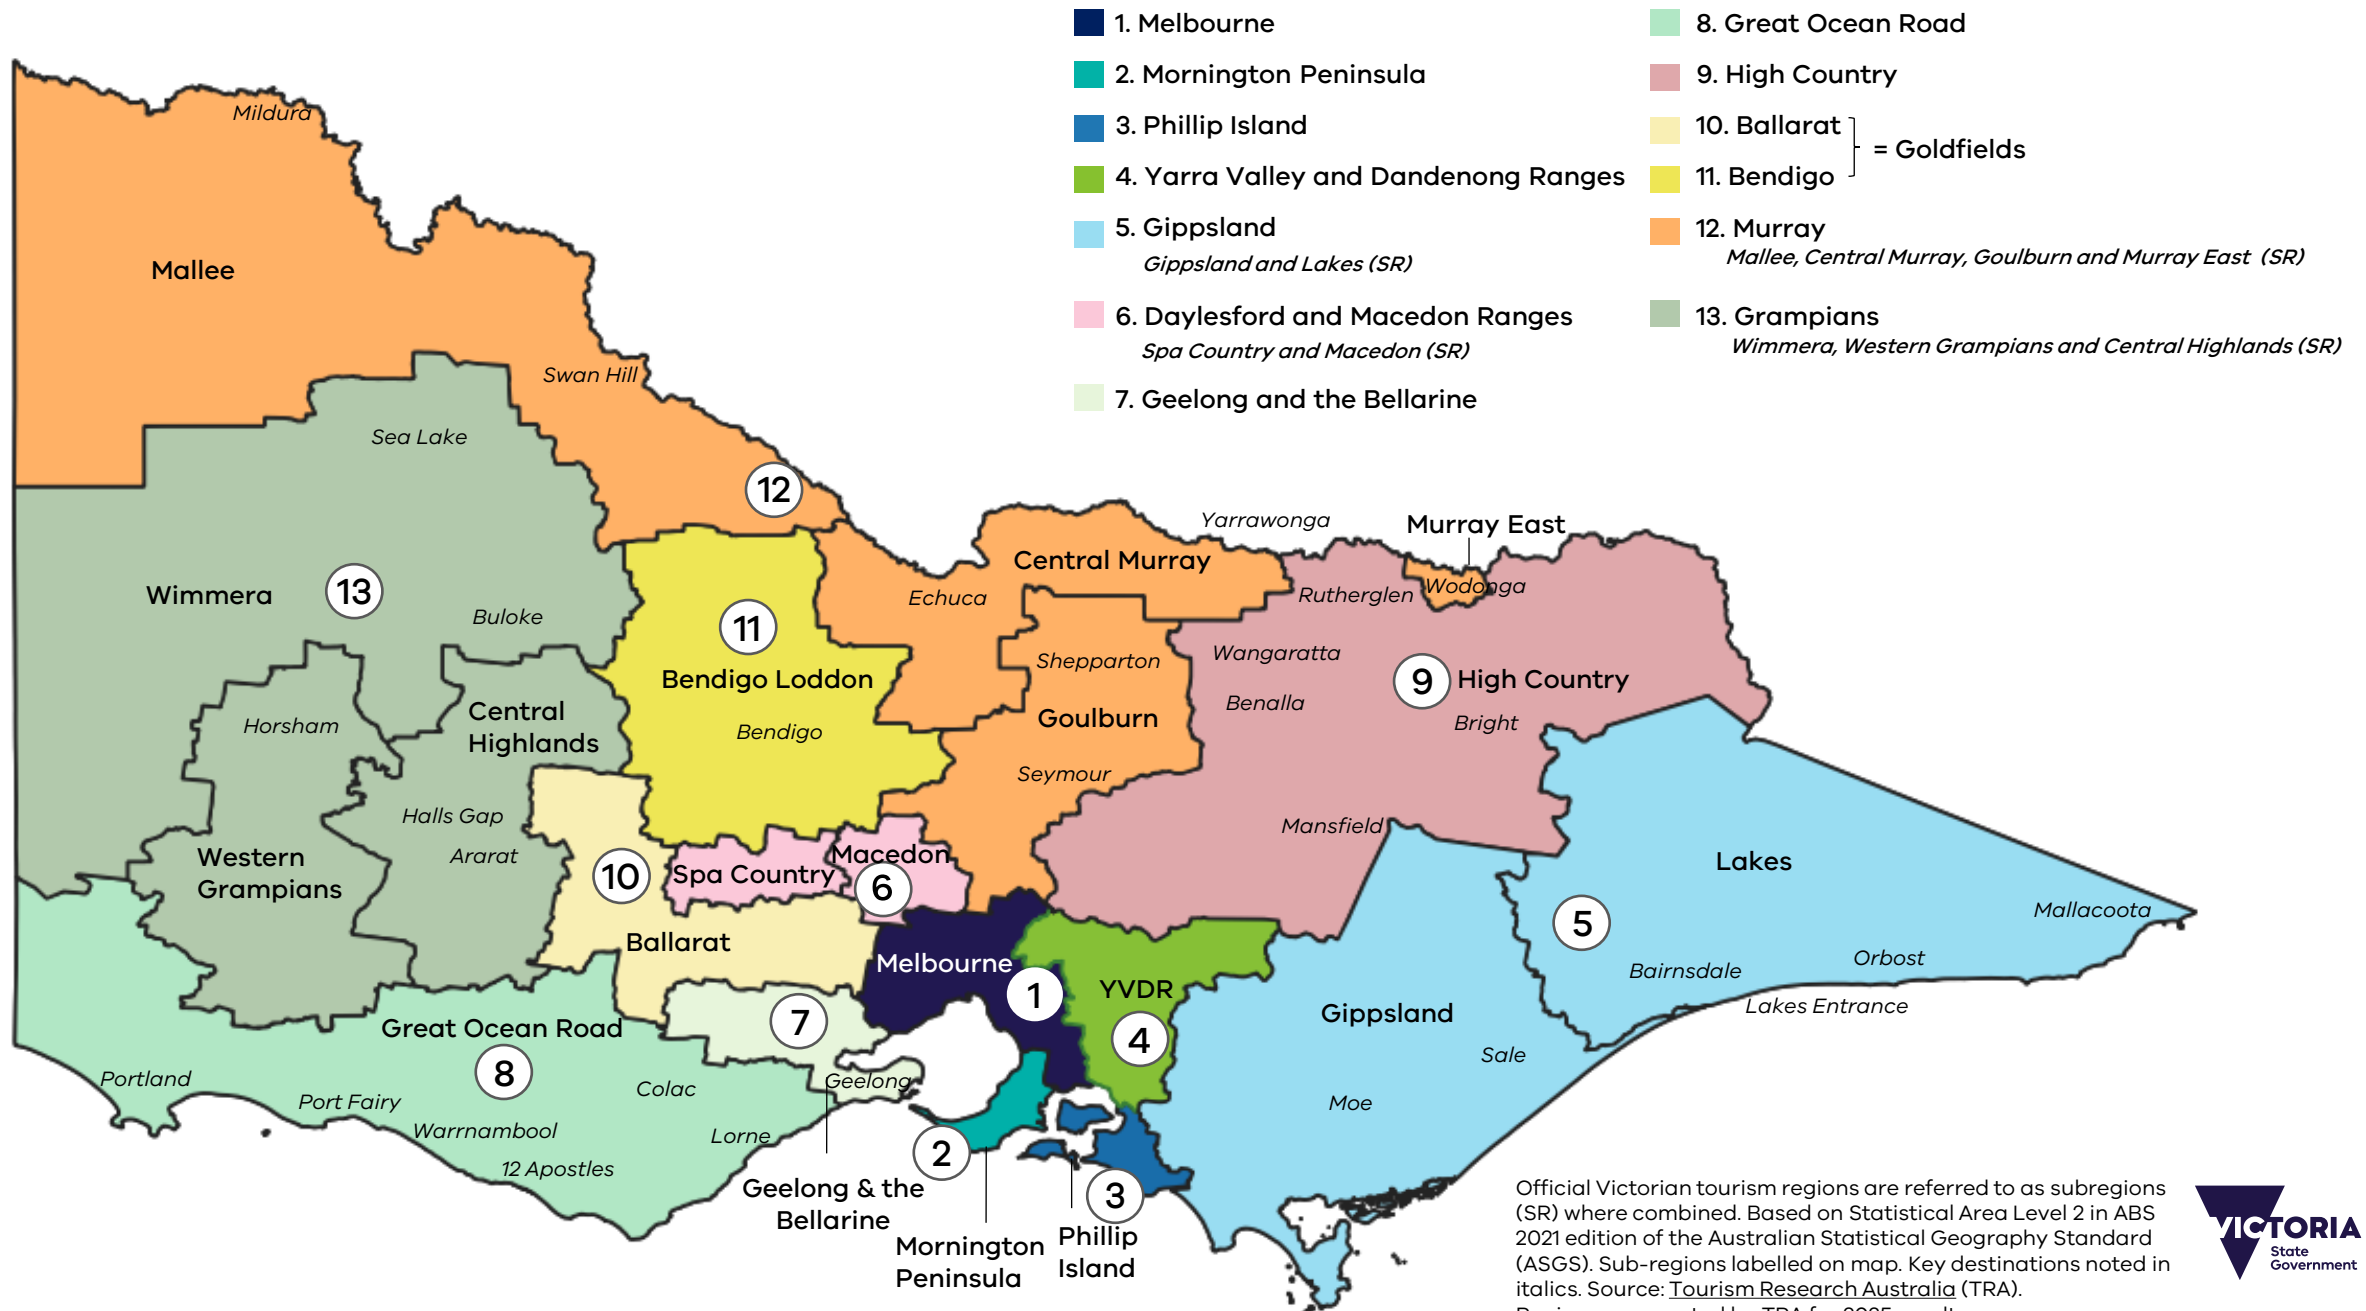 1. Melbourne
2. Mornington Peninsula
3. Phillip Island
4. Yarra Valley and Dandenong Ranges
5. Gippsland
Gippsland and Lakes (SR)
6. Daylesford and Macedon Ranges
Spa Country and Macedon (SR)
7. Geelong and the Bellarine
8. Great Ocean Road
9. High Country
10. Ballarat
= Goldfields
11. Bendigo
12. Murray
Mallee, Central Murray, Goulburn and Murray East (SR)
13. Grampians
Wimmera, Western Grampians and Central Highlands (SR)
Mildura
Mallee
Swan Hill
Sea Lake
12
Yarrawonga
Murray East
Central Murray
Wodonga
Rutherglen
Echuca
13
Wimmera
Buloke
11
Shepparton
Wangaratta
Bendigo Loddon
9
High Country
Benalla
Central
Highlands
Horsham
Goulburn
Bright
Bendigo
Seymour
Halls Gap
Mansfield
Ararat
Western
Grampians
Macedon
Lakes
10
Spa Country
6
5
Mallacoota
Ballarat
Melbourne
Orbost
Bairnsdale
1
YVDR
Lakes Entrance
Gippsland
7
Great Ocean Road
4
Sale
8
Portland
Colac
Geelong
Port Fairy
Moe
Warrnambool
Lorne
2
12 Apostles
3
Geelong & the
Bellarine
Mornington
Peninsula
Phillip
Island
Official Victorian tourism regions are referred to as subregions
(SR) where combined. Based on Statistical Area Level 2 in ABS
2021 edition of the Australian Statistical Geography Standard
(ASGS). Sub-regions labelled on map. Key destinations noted in
italics. Source: Tourism Research Australia (TRA).
VICTORIA
State
Government